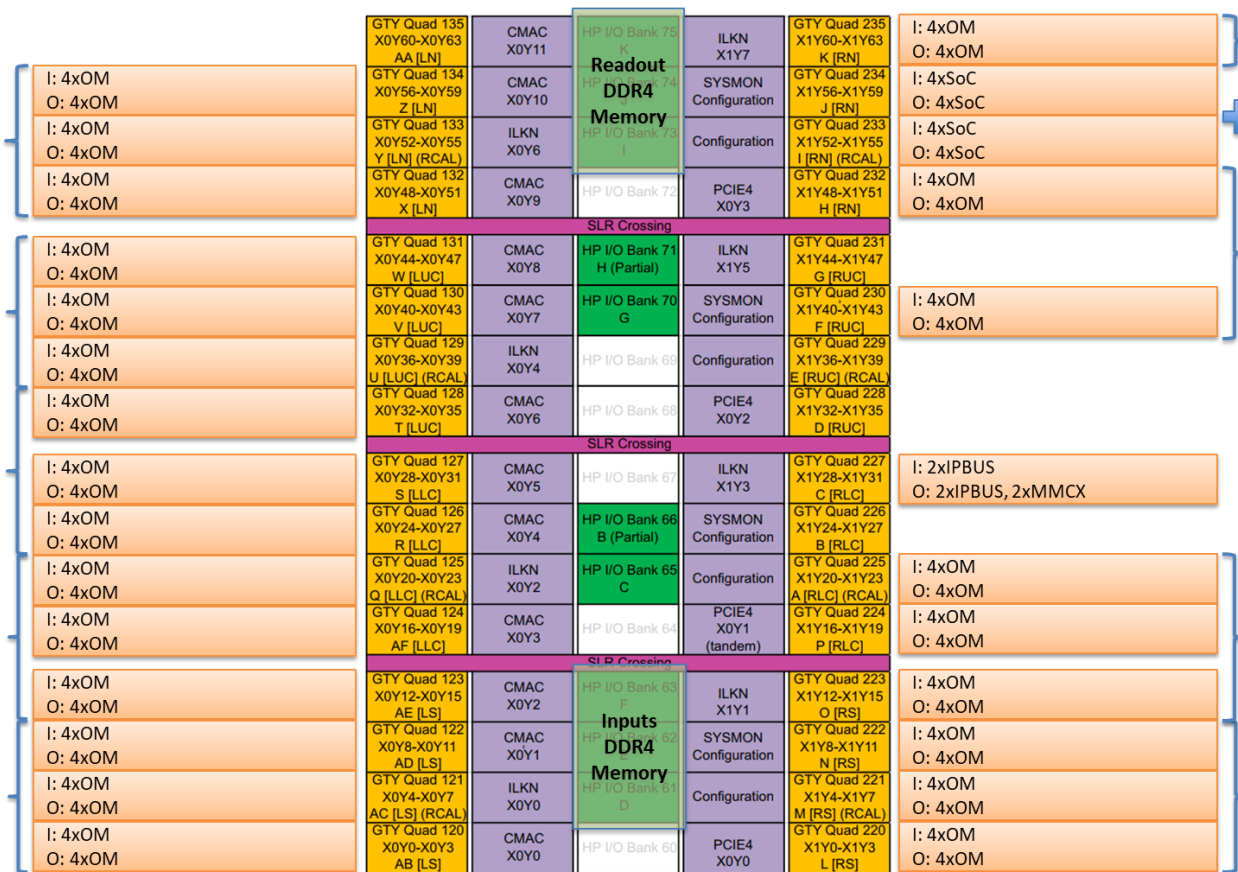 GTY Quad 135
X0Y60-X0Y63
AA [LN]
CMAC
X0Y11
HP I/O Bank 75
K
ILKN
X1Y7
GTY Quad 235
X1Y60-X1Y63
K [RN]
I: 4xOM
O: 4xOM
Readout
DDR4
Memory
I: 4xOM
O: 4xOM
GTY Quad 134
X0Y56-X0Y59
Z [LN]
CMAC
X0Y10
HP I/O Bank 74
J
SYSMON
Configuration
GTY Quad 234
X1Y56-X1Y59
J [RN]
I: 4xSoC
O: 4xSoC
I: 4xOM
O: 4xOM
GTY Quad 133
X0Y52-X0Y55
Y [LN] (RCAL)
ILKN
X0Y6
HP I/O Bank 73
I
Configuration
GTY Quad 233
X1Y52-X1Y55
I [RN] (RCAL)
I: 4xSoC
O: 4xSoC
I: 4xOM
O: 4xOM
GTY Quad 132
X0Y48-X0Y51
X [LN]
CMAC
X0Y9
HP I/O Bank 72
PCIE4
X0Y3
GTY Quad 232
X1Y48-X1Y51
H [RN]
I: 4xOM
O: 4xOM
SLR Crossing
I: 4xOM
O: 4xOM
GTY Quad 131
X0Y44-X0Y47
W [LUC]
CMAC
X0Y8
HP I/O Bank 71
H (Partial)
ILKN
X1Y5
GTY Quad 231
X1Y44-X1Y47
G [RUC]
I: 4xOM
O: 4xOM
GTY Quad 130
X0Y40-X0Y43
V [LUC]
CMAC
X0Y7
HP I/O Bank 70
G
SYSMON
Configuration
GTY Quad 230
X1Y40-X1Y43
F [RUC]
I: 4xOM
O: 4xOM
I: 4xOM
O: 4xOM
GTY Quad 129
X0Y36-X0Y39
U [LUC] (RCAL)
ILKN
X0Y4
HP I/O Bank 69
Configuration
GTY Quad 229
X1Y36-X1Y39
E [RUC] (RCAL)
I: 4xOM
O: 4xOM
GTY Quad 128
X0Y32-X0Y35
T [LUC]
CMAC
X0Y6
HP I/O Bank 68
PCIE4
X0Y2
GTY Quad 228
X1Y32-X1Y35
D [RUC]
SLR Crossing
I: 4xOM
O: 4xOM
GTY Quad 127
X0Y28-X0Y31
S [LLC]
CMAC
X0Y5
HP I/O Bank 67
ILKN
X1Y3
GTY Quad 227
X1Y28-X1Y31
C [RLC]
I: 2xIPBUS
O: 2xIPBUS, 2xMMCX
I: 4xOM
O: 4xOM
GTY Quad 126
X0Y24-X0Y27
R [LLC]
CMAC
X0Y4
HP I/O Bank 66
B (Partial)
SYSMON
Configuration
GTY Quad 226
X1Y24-X1Y27
B [RLC]
I: 4xOM
O: 4xOM
GTY Quad 125
X0Y20-X0Y23
Q [LLC] (RCAL)
ILKN
X0Y2
HP I/O Bank 65
C
Configuration
GTY Quad 225
X1Y20-X1Y23
A [RLC] (RCAL)
I: 4xOM
O: 4xOM
I: 4xOM
O: 4xOM
GTY Quad 124
X0Y16-X0Y19
AF [LLC]
CMAC
X0Y3
HP I/O Bank 64
PCIE4
X0Y1
(tandem)
GTY Quad 224
X1Y16-X1Y19
P [RLC]
I: 4xOM
O: 4xOM
SLR Crossing
I: 4xOM
O: 4xOM
GTY Quad 123
X0Y12-X0Y15
AE [LS]
CMAC
X0Y2
HP I/O Bank 63
F
ILKN
X1Y1
GTY Quad 223
X1Y12-X1Y15
O [RS]
I: 4xOM
O: 4xOM
Inputs
DDR4
Memory
I: 4xOM
O: 4xOM
GTY Quad 122
X0Y8-X0Y11
AD [LS]
CMAC
X0Y1
HP I/O Bank 62
SYSMON
Configuration
GTY Quad 222
X1Y8-X1Y11
N [RS]
I: 4xOM
O: 4xOM
I: 4xOM
O: 4xOM
GTY Quad 121
X0Y4-X0Y7
AC [LS] (RCAL)
ILKN
X0Y0
HP I/O Bank 61
D
Configuration
GTY Quad 221
X1Y4-X1Y7
M [RS] (RCAL)
I: 4xOM
O: 4xOM
I: 4xOM
O: 4xOM
GTY Quad 120
X0Y0-X0Y3
AB [LS]
CMAC
X0Y0
HP I/O Bank 60
PCIE4
X0Y0
GTY Quad 220
X1Y0-X1Y3
L [RS]
I: 4xOM
O: 4xOM